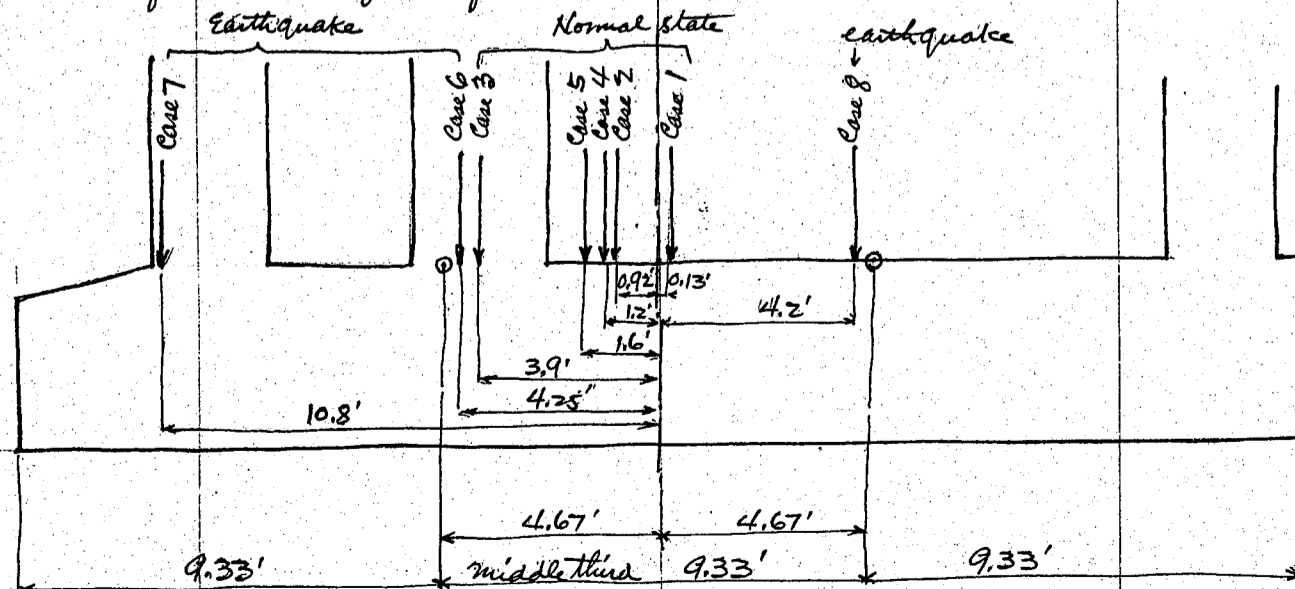 Earthquake
Normal state
earthquake
Case 7
Case 6
Case 3
Case 5
Case 4
Case 2
Case 1
Case 8
0.92'
0.13'
1.2'
4.2'
1.6'
3.9'
4.25"
10.8'
4.67'
4.67'
9.33'
middle third
9.33'
9.33'